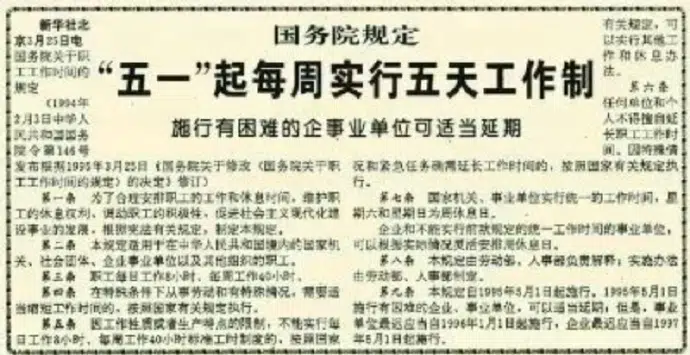 新华社北
京3月25日电
国务院关于职
工工作时间的
规定
(1994年
2月3日中华人
民共和国国务
院令第146号
国务院规定
“五一”起每周实行五天工作制
施行有困难的企事业单位可适当延期
发布根据1995年3月25日《国务院关于修改〈国务院关于职
工工作时间的规定〉的决定》修订)
第一条 为了合理安排职工的工作和休息时间，维护职
工的休息权利，调动职工的积极性，促进社会主义现代化建
设事业的发展，根据宪法有关规定，制定本规定。
第二条 本规定适用于在中华人民共和国境内的国家机
关、社会团体、企业事业单位以及其他组织的职工。
第三条 职工每日工作8小时、每周工作40小时。
第四条 在特殊条件下从事劳动和有特殊情况，需要适
当缩短工作时间的，按照国家有关规定执行。
第五条 因工作性质或者生产特点的限制，不能实行每
日工作8小时、每周工作40小时标准工时制度的，按照国家
有关规定，可
以实行其他工
作和休息办
法。
第六条
任何单位和个
人不得擅自延
长职工工作时
间。因特殊情
况和紧急任务确需延长工作时间的，按照国家有关规定执
行。
第七条 国家机关、事业单位实行统一的工作时间，星
期六和星期日为周休息日。
企业和不能实行前款规定的统一工作时间的事业单位，
可以根据实际情况灵活安排周休息日。
第八条 本规定由劳动部、人事部负责解释；实施办法
由劳动部、人事部制定。
第九条 本规定自1995年5月1日起施行。1995年5月1日
施行有困难的企业、事业单位，可以适当延期；但是，事业
单位最迟应当自1996年1月1日起施行，企业最迟应当自1997
年5月1日起施行。